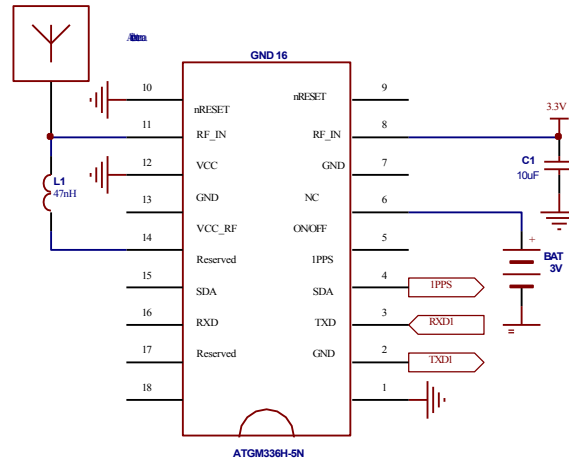 GND 16
10
nRESET
nRESET
9
3.3V
11
RF_IN
RF_IN
8
12
VCC
GND
7
C1
10uF
L1
47nH
13
GND
NC
6
VCC_RF
ON/OFF
14
Reserved
1PPS
5
+
BAT
3V
15
SDA
SDA
4
1PPS
16
RXD
TXD
3
RXD1
17
Reserved
GND
2
TXD1
18
1
ATGM336H-5N